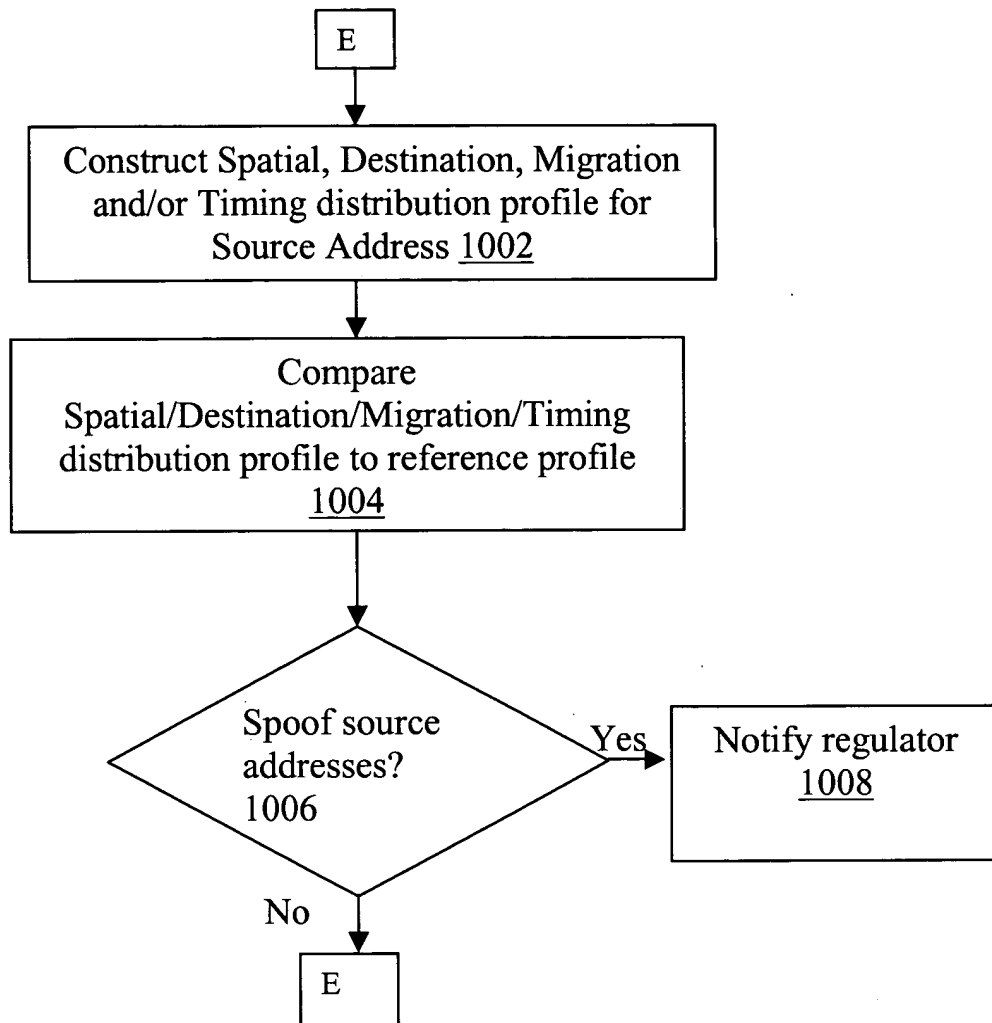 E
Construct Spatial, Destination, Migration
and/or Timing distribution profile for
Source Address 1002
Compare
Spatial/Destination/Migration/Timing
distribution profile to reference profile
1004
Spoof source
addresses?
1006
Yes
Notify regulator
1008
No
E